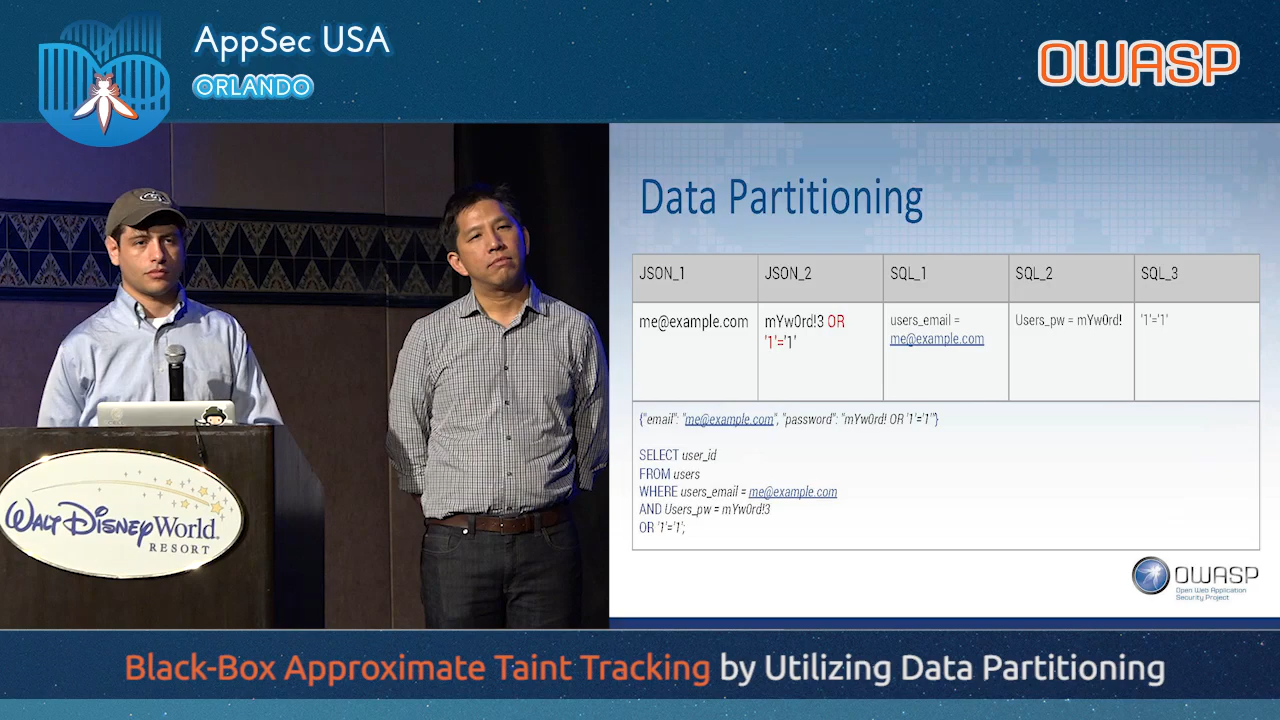 AppSec USA
ORLANDO
OWASP
WALT DISNEY World.
RESORT
Data Partitioning
JSON_1 JSON_2 SQL_1 SQL_2 SQL_3
me@example.com mYw0rd!3 OR users_email = Users_pw = mYw0rd! '1'='1'
'1'='1' me@example.com
{"email": "me@example.com", "password": "mYw0rd! OR '1'='1'"}
SELECT user_id
FROM users
WHERE users_email = me@example.com
AND Users_pw = mYw0rd!3
OR '1'='1';
OWASP
Open Web Application
Security Project
Black-Box Approximate Taint Tracking by Utilizing Data Partitioning